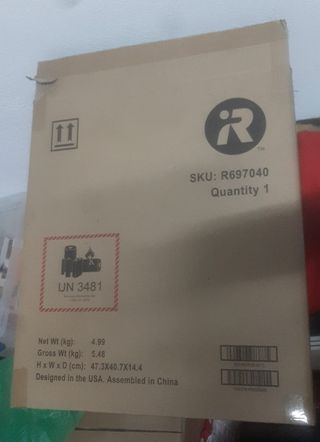 R
TM
SKU: R697040
Quantity 1
UN 3481
Net Wt (kg): 4.99
Gross Wt (kg): 5.48
H x W x D (cm): 47.3X40.7X14.4
Designed in the USA. Assembled in China